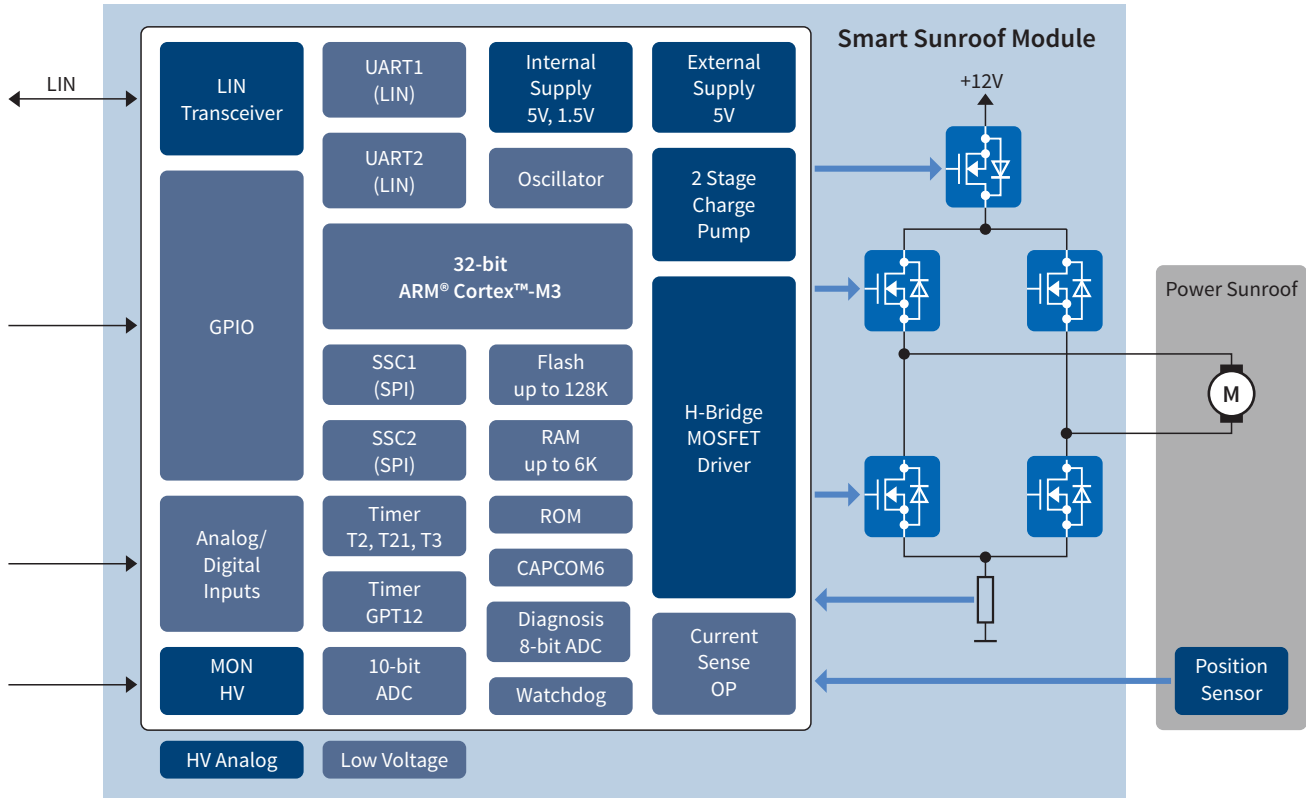 Smart Sunroof Module
LIN
LIN
Transceiver
UART1
(LIN)
Internal
Supply
5V, 1.5V
External
Supply
5V
+12V
UART2
(LIN)
Oscillator
2 Stage
Charge
Pump
GPIO
32-bit
ARM® Cortex™-M3
SSC1
(SPI)
Flash
up to 128K
H-Bridge
MOSFET
Driver
SSC2
(SPI)
RAM
up to 6K
Analog/
Digital
Inputs
Timer
T2, T21, T3
ROM
CAPCOM6
Timer
GPT12
Diagnosis
8-bit ADC
Current
Sense
OP
MON
HV
10-bit
ADC
Watchdog
Power Sunroof
M
Position
Sensor
HV Analog
Low Voltage